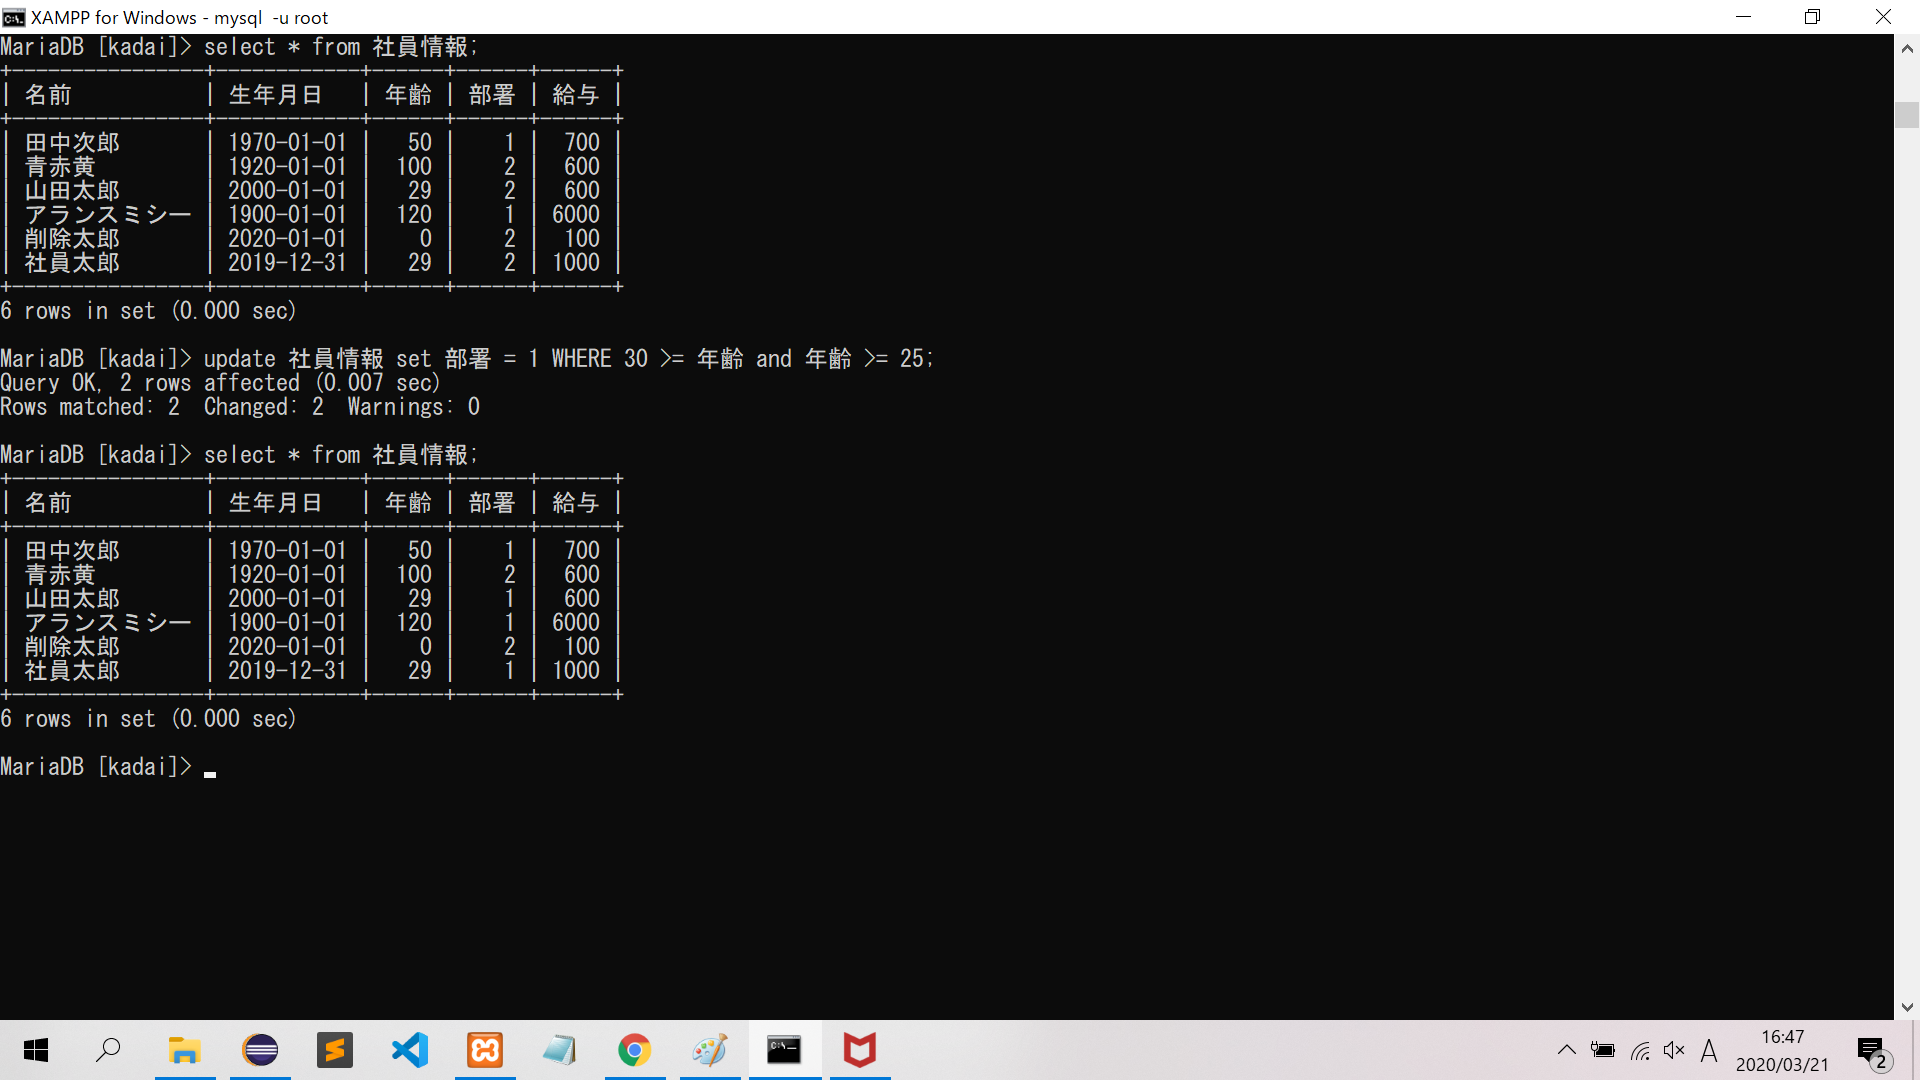 XAMPP for Windows - mysql  -u root
MariaDB [kadai]> select * from 社員情報;
+----------------+------------+------+------+------+
| 名前           | 生年月日   | 年齢 | 部署 | 給与 |
+----------------+------------+------+------+------+
| 田中次郎       | 1970-01-01 |   50 |    1 |  700 |
| 青赤黄         | 1920-01-01 |  100 |    2 |  600 |
| 山田太郎       | 2000-01-01 |   29 |    2 |  600 |
| アランスミシー | 1900-01-01 |  120 |    1 | 6000 |
| 削除太郎       | 2020-01-01 |    0 |    2 |  100 |
| 社員太郎       | 2019-12-31 |   29 |    2 | 1000 |
+----------------+------------+------+------+------+
6 rows in set (0.000 sec)
MariaDB [kadai]> update 社員情報 set 部署 = 1 WHERE 30 >= 年齢 and 年齢 >= 25;
Query OK, 2 rows affected (0.007 sec)
Rows matched: 2  Changed: 2  Warnings: 0
MariaDB [kadai]> select * from 社員情報;
+----------------+------------+------+------+------+
| 名前           | 生年月日   | 年齢 | 部署 | 給与 |
+----------------+------------+------+------+------+
| 田中次郎       | 1970-01-01 |   50 |    1 |  700 |
| 青赤黄         | 1920-01-01 |  100 |    2 |  600 |
| 山田太郎       | 2000-01-01 |   29 |    1 |  600 |
| アランスミシー | 1900-01-01 |  120 |    1 | 6000 |
| 削除太郎       | 2020-01-01 |    0 |    2 |  100 |
| 社員太郎       | 2019-12-31 |   29 |    1 | 1000 |
+----------------+------------+------+------+------+
6 rows in set (0.000 sec)
MariaDB [kadai]>
A
16:47
2020/03/21
2